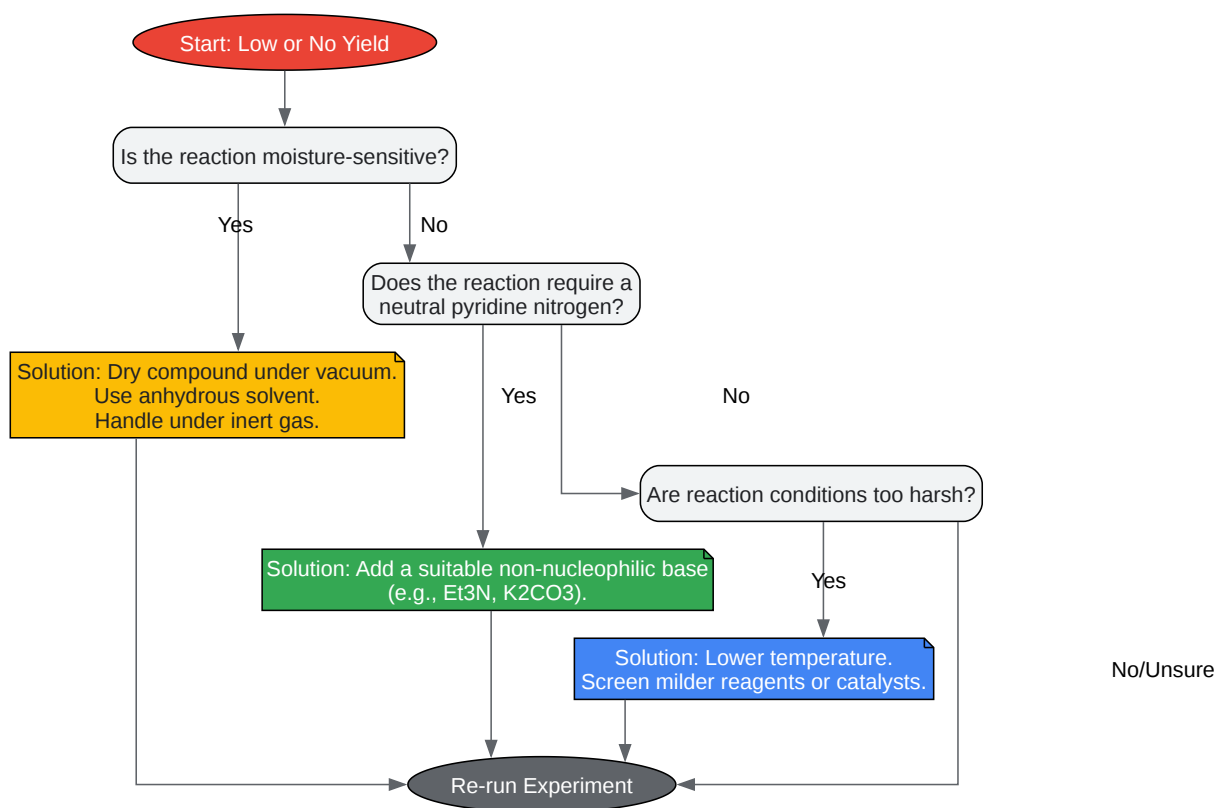 Start: Low or No Yield
Is the reaction moisture-sensitive?
Yes
No
Does the reaction require a
neutral pyridine nitrogen?
Solution: Dry compound under vacuum.
Use anhydrous solvent.
Handle under inert gas.
Yes
No
Are reaction conditions too harsh?
Solution: Add a suitable non-nucleophilic base
(e.g., Et3N, K2CO3).
Yes
Solution: Lower temperature.
Screen milder reagents or catalysts.
No/Unsure
Re-run Experiment